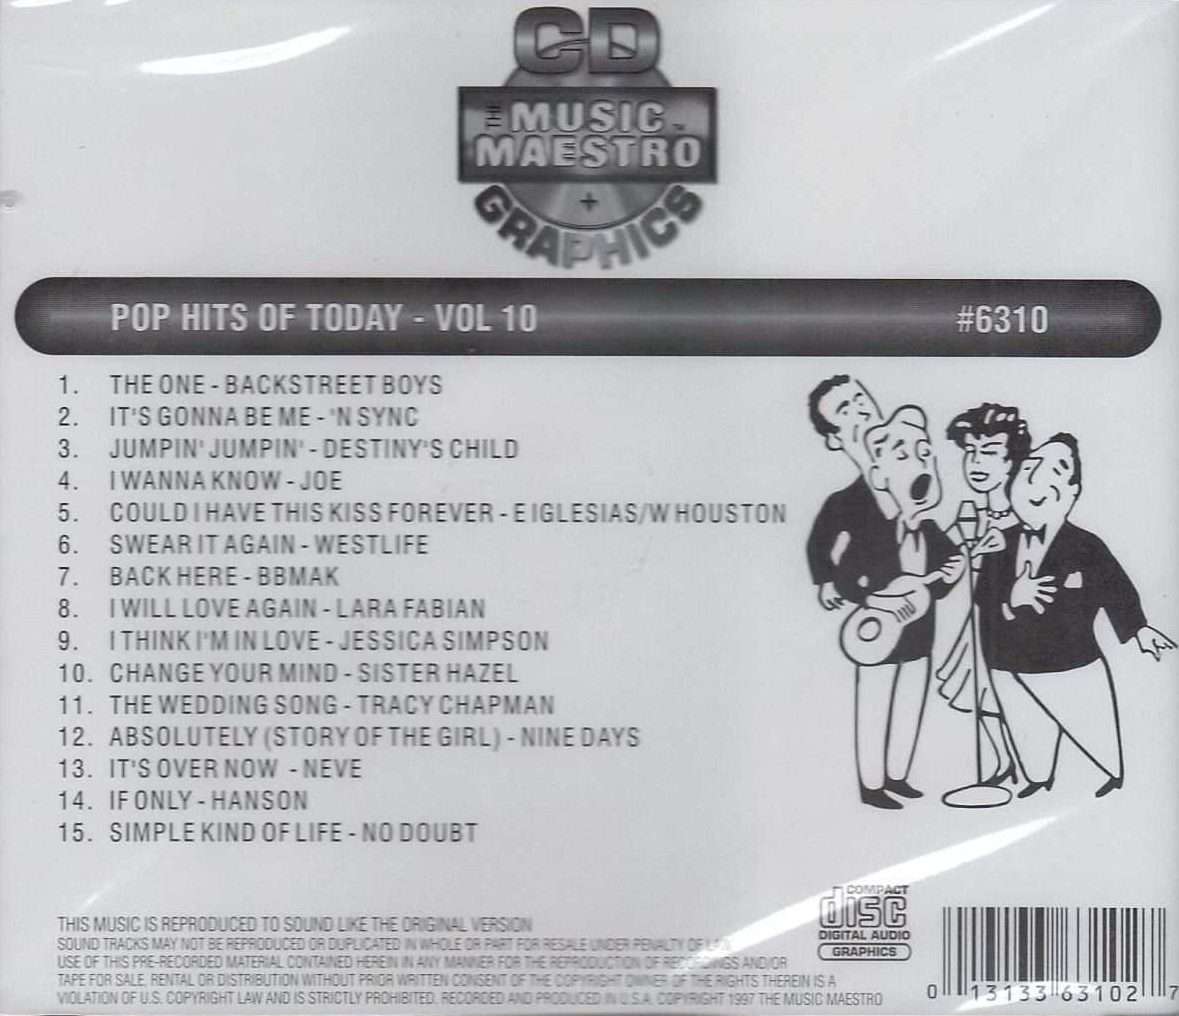 CD
THE MUSIC ™
MAESTRO
+
GRAPHICS
POP HITS OF TODAY - VOL 10 #6310
1. THE ONE - BACKSTREET BOYS
2. IT'S GONNA BE ME - 'N SYNC
3. JUMPIN' JUMPIN' - DESTINY'S CHILD
4. I WANNA KNOW - JOE
5. COULD I HAVE THIS KISS FOREVER - E IGLESIAS/W HOUSTON
6. SWEAR IT AGAIN - WESTLIFE
7. BACK HERE - BBMAK
8. I WILL LOVE AGAIN - LARA FABIAN
9. I THINK I'M IN LOVE - JESSICA SIMPSON
10. CHANGE YOUR MIND - SISTER HAZEL
11. THE WEDDING SONG - TRACY CHAPMAN
12. ABSOLUTELY (STORY OF THE GIRL) - NINE DAYS
13. IT'S OVER NOW - NEVE
14. IF ONLY - HANSON
15. SIMPLE KIND OF LIFE - NO DOUBT
THIS MUSIC IS REPRODUCED TO SOUND LIKE THE ORIGINAL VERSION
SOUND TRACKS MAY NOT BE REPRODUCED OR DUPLICATED IN WHOLE OR PART FOR RESALE UNDER PENALTY OF LAW.
USE OF THIS PRE-RECORDED MATERIAL CONTAINED HEREIN IN ANY MANNER FOR THE REPRODUCTION OF RECORDINGS AND/OR
TAPE FOR SALE, RENTAL OR DISTRIBUTION WITHOUT PRIOR WRITTEN CONSENT OF THE COPYRIGHT OWNER OF THE RIGHTS THEREIN IS A
VIOLATION OF U.S. COPYRIGHT LAW AND IS STRICTLY PROHIBITED. RECORDED AND PRODUCED IN U.S.A. COPYRIGHT 1997 THE MUSIC MAESTRO
COMPACT
disc
DIGITAL AUDIO
GRAPHICS
0 13133 63102 7